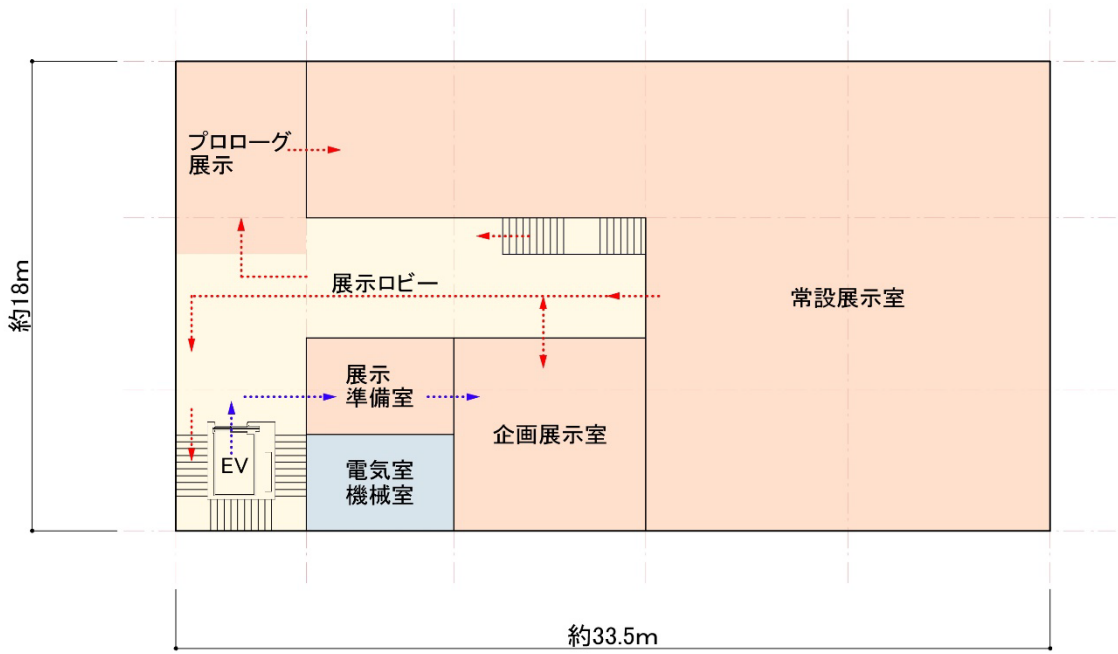 プロローグ
展示
展示ロビー
常設展示室
約18m
展示
準備室
企画展示室
EV
電気室
機械室
約33.5m